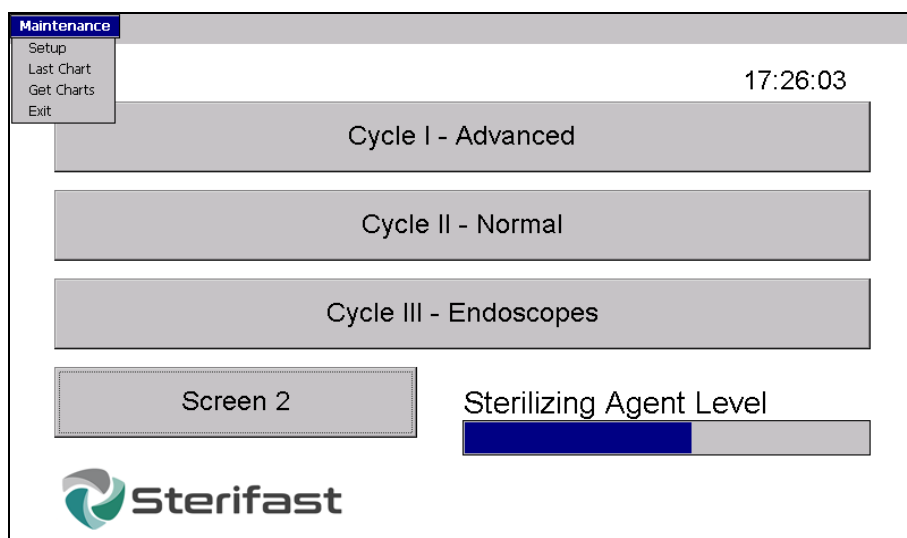 Maintenance
Setup
Last Chart
Get Charts
Exit
17:26:03
Cycle I - Advanced
Cycle II - Normal
Cycle III - Endoscopes
Screen 2
Sterilizing Agent Level
Sterifast